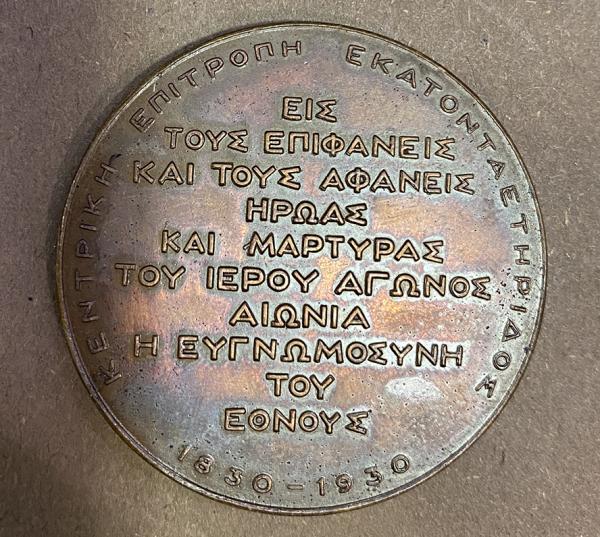 ΚΕΝΤΡΙΚΗ ΕΠΙΤΡΟΠΗ ΕΚΑΤΟΝΤΑΕΤΗΡΙΔΟΣ
ΕΙΣ
ΤΟΥΣ ΕΠΙΦΑΝΕΙΣ
ΚΑΙ ΤΟΥΣ ΑΦΑΝΕΙΣ
ΗΡΩΑΣ
ΚΑΙ ΜΑΡΤΥΡΑΣ
ΤΟΥ ΙΕΡΟΥ ΑΓΩΝΟΣ
ΑΙΩΝΙΑ
Η ΕΥΓΝΩΜΟΣΥΝΗ
ΤΟΥ
ΕΘΝΟΥΣ
1830-1930